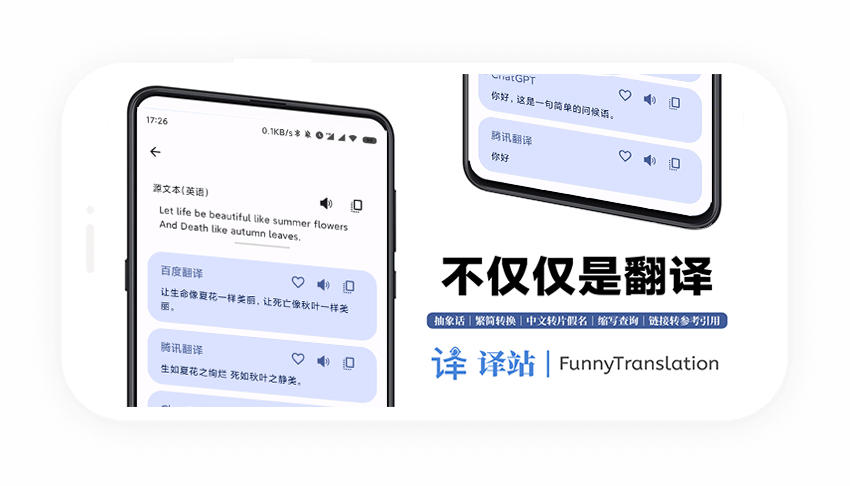 17:26
0.1KB/s
源文本(英语)
Let life be beautiful like summer flowers
And Death like autumn leaves.
百度翻译
让生命像夏花一样美丽，让死亡像秋叶一样美
丽。
腾讯翻译
生如夏花之绚烂 死如秋叶之静美。
ChatGPT
你好，这是一句简单的问候语。
腾讯翻译
你好
不仅仅是翻译
抽象话｜繁简转换｜中文转片假名｜缩写查询｜链接转参考引用
译 译站｜FunnyTranslation